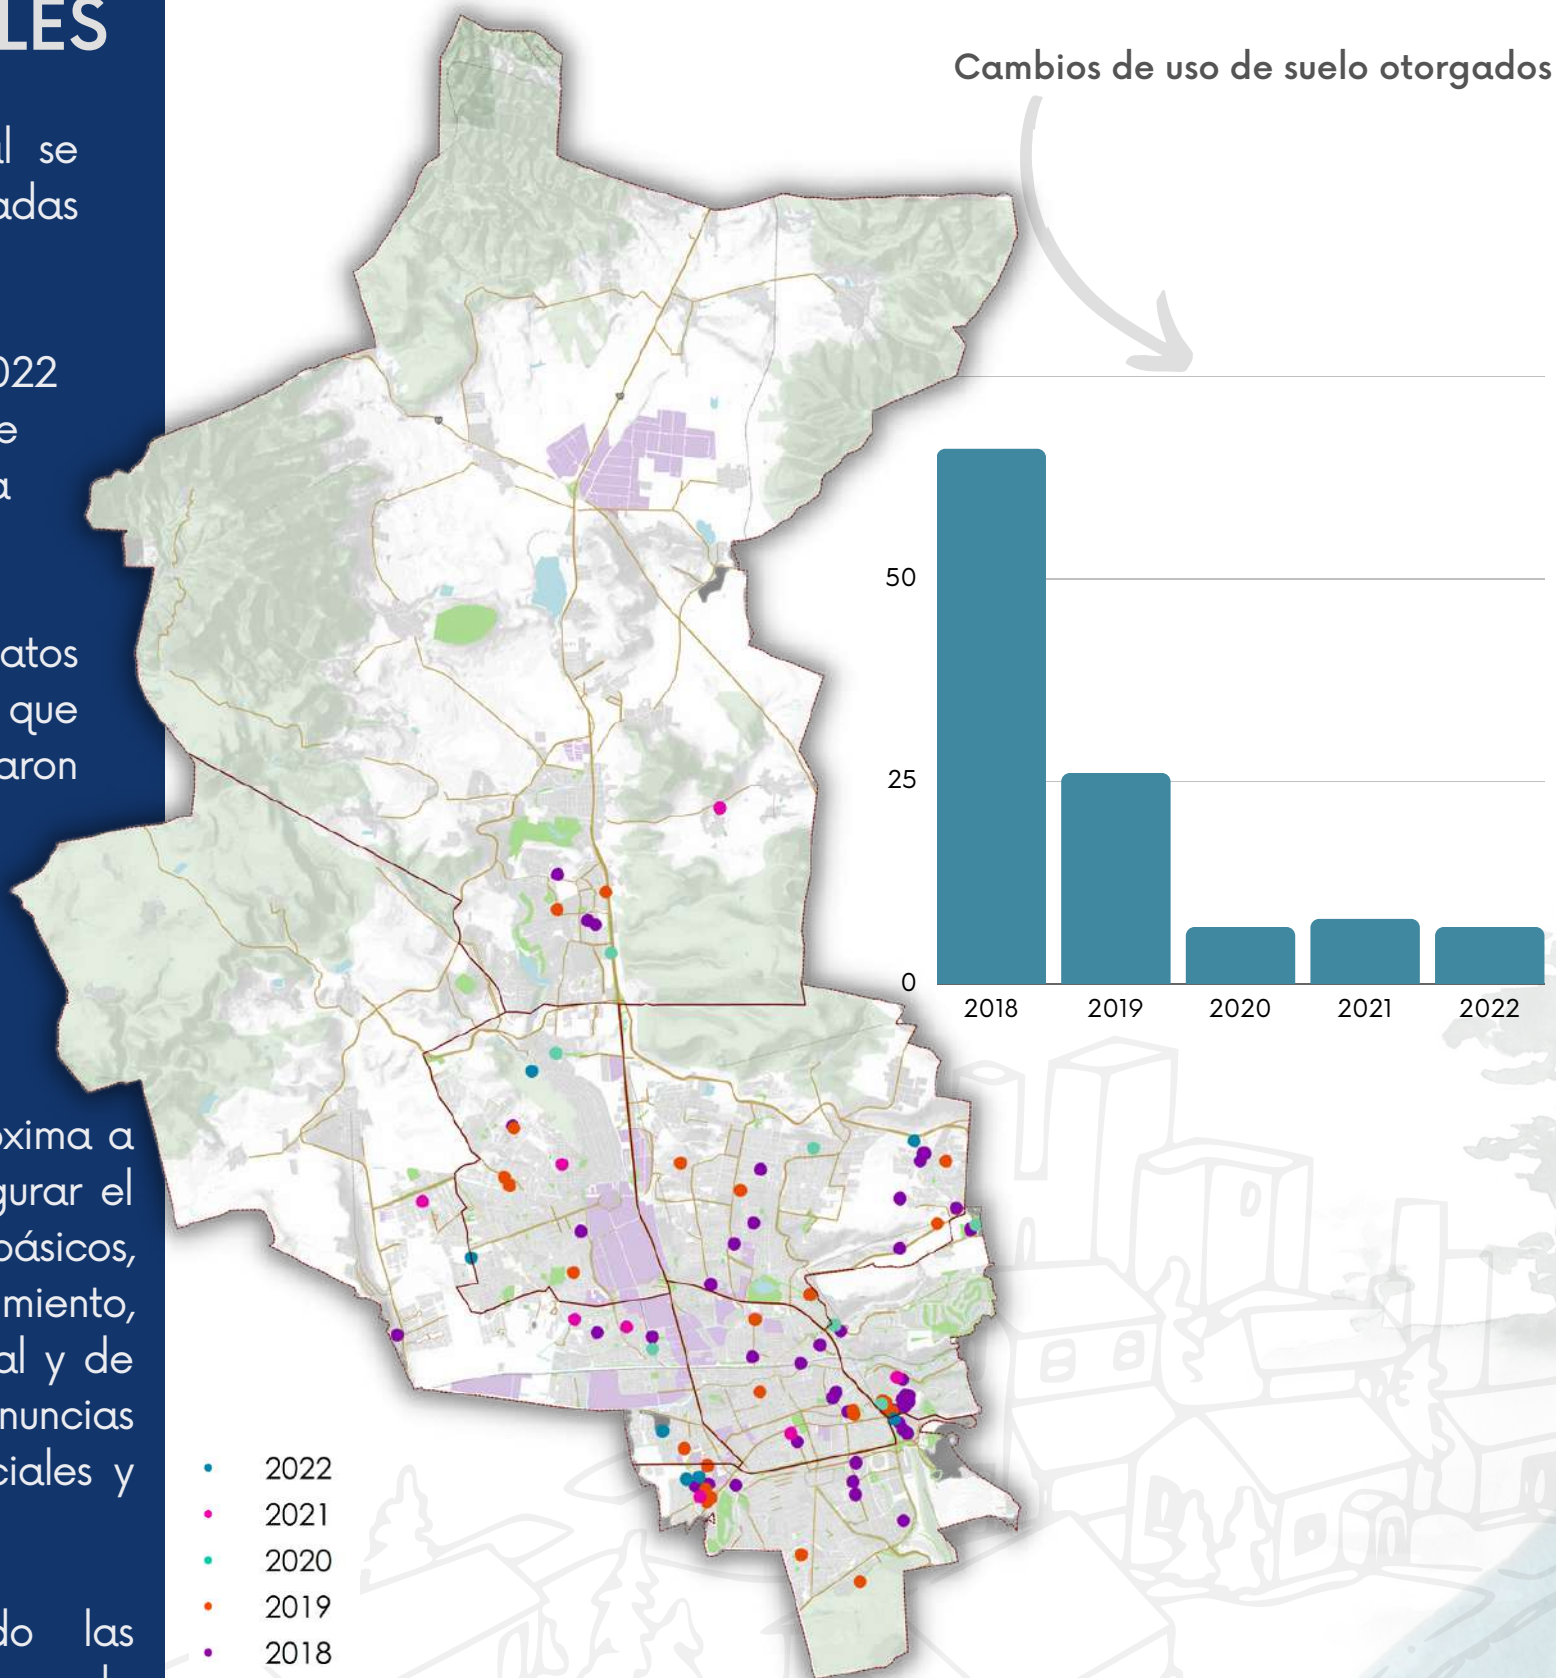 LES
se
adas
022
e
a
atos
que
aron
xima a
gurar el
básicos,
miento,
al y de
nuncias
ciales y
do las
Cambios de uso de suelo otorgados
50
25
0
2018 2019 2020 2021 2022
2022
2021
2020
2019
2018